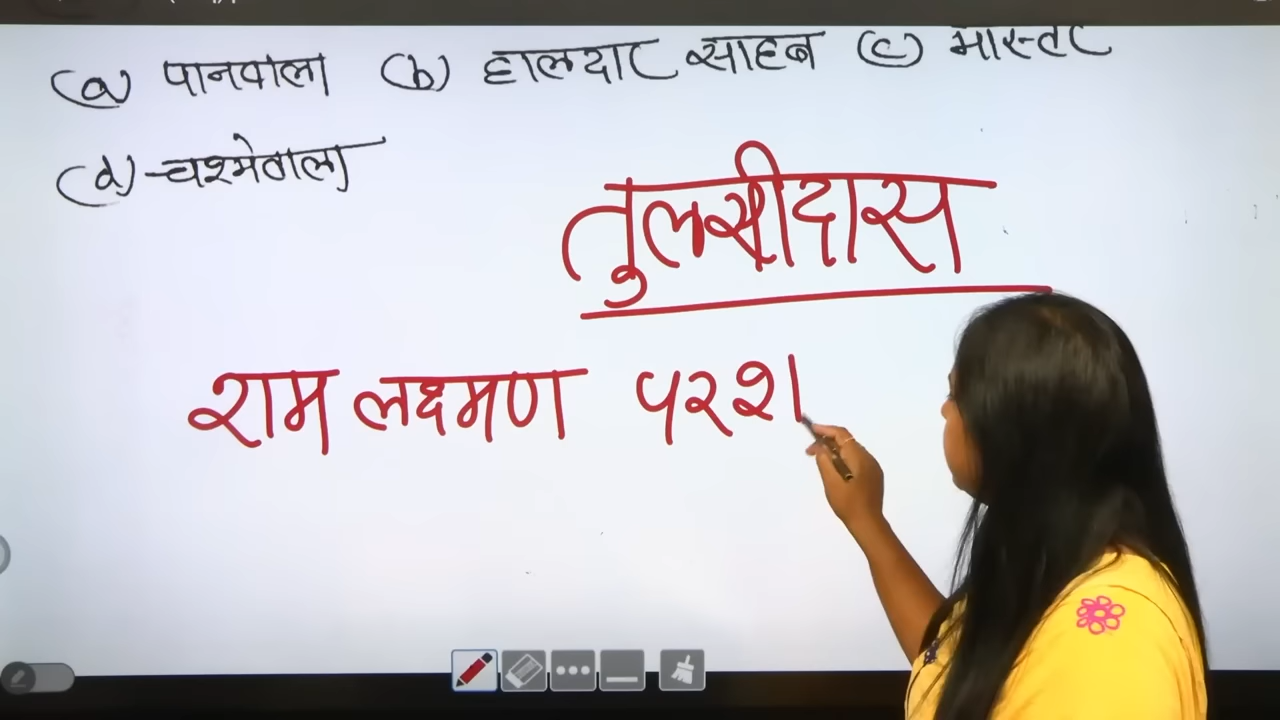 (a) पानवाला (b) हालदार साहब (c) मास्टर
(d) चश्मेवाला
तुलसीदास
राम लक्ष्मण परश